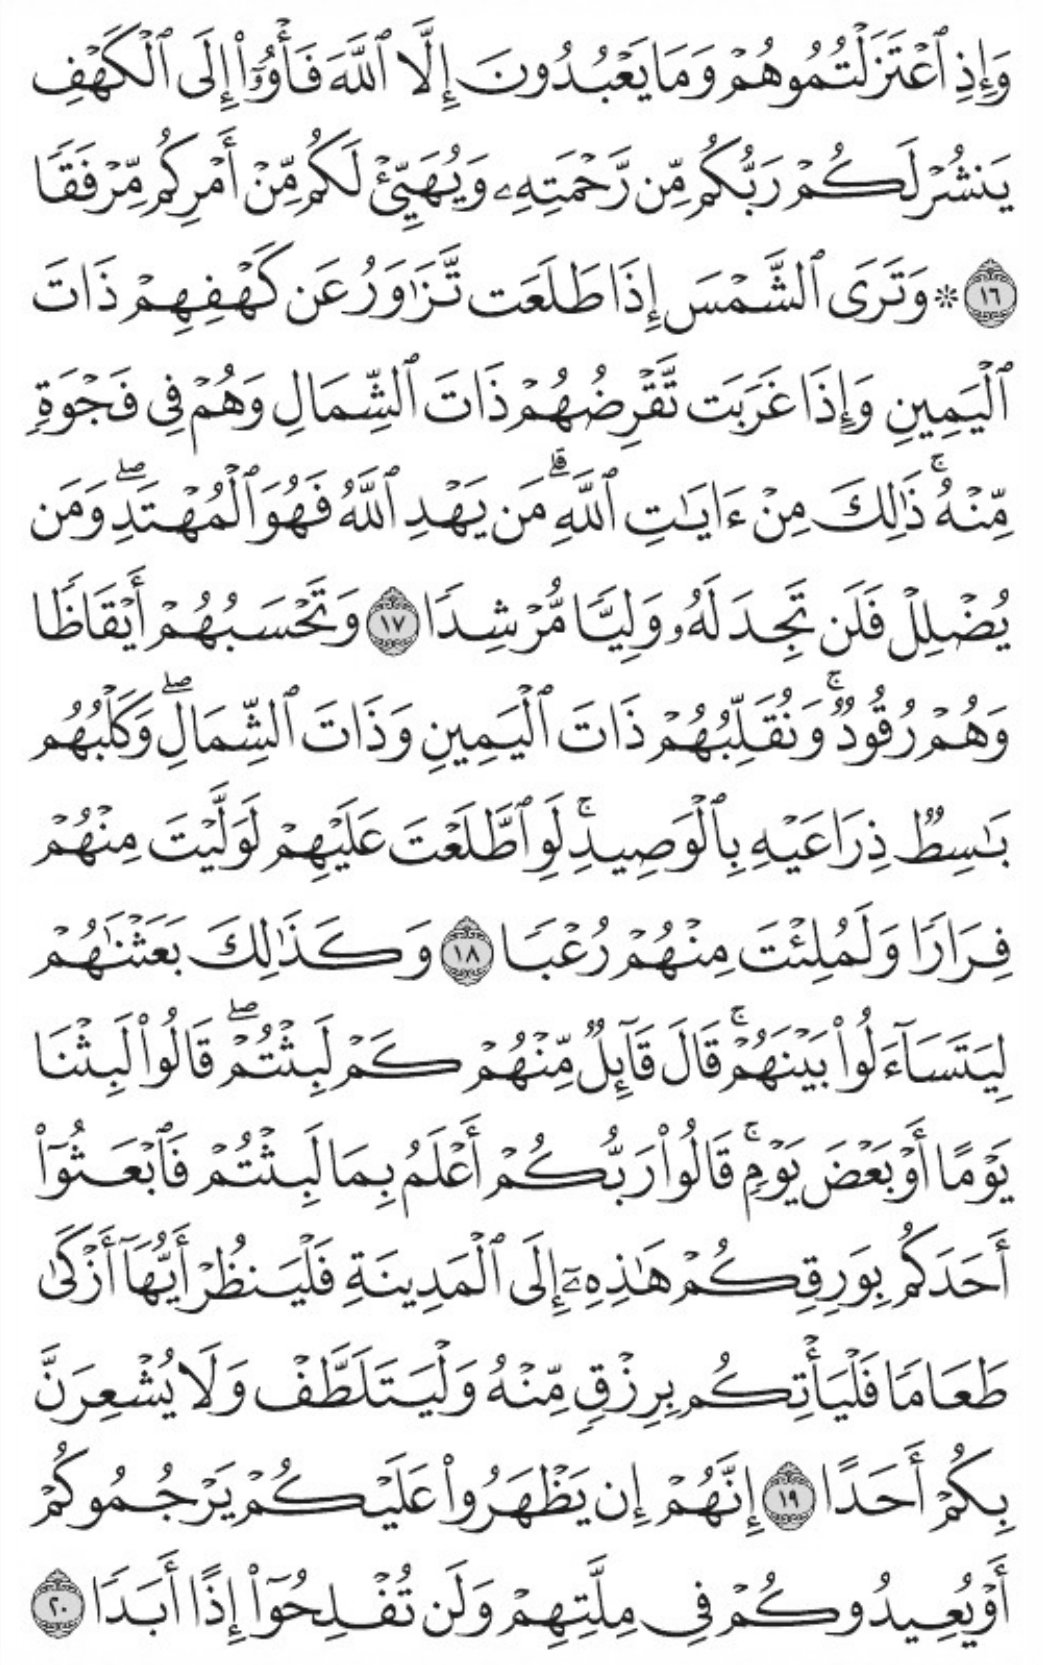 وَإِذِ ٱعۡتَزَلۡتُمُوهُمۡ وَمَا يَعۡبُدُونَ إِلَّا ٱللَّهَ فَأۡوُۥٓاْ إِلَى ٱلۡكَهۡفِ
يَنشُرۡ لَكُمۡ رَبُّكُم مِّن رَّحۡمَتِهِۦ وَيُهَيِّئۡ لَكُم مِّنۡ أَمۡرِكُم مِّرۡفَقٗا
١٦ ۞ وَتَرَى ٱلشَّمۡسَ إِذَا طَلَعَت تَّزَٰوَرُ عَن كَهۡفِهِمۡ ذَاتَ
ٱلۡيَمِينِ وَإِذَا غَرَبَت تَّقۡرِضُهُمۡ ذَاتَ ٱلشِّمَالِ وَهُمۡ فِي فَجۡوَةٖ
مِّنۡهُۚ ذَٰلِكَ مِنۡ ءَايَٰتِ ٱللَّهِۗ مَن يَهۡدِ ٱللَّهُ فَهُوَ ٱلۡمُهۡتَدِۖ وَمَن
يُضۡلِلۡ فَلَن تَجِدَ لَهُۥ وَلِيّٗا مُّرۡشِدٗا ١٧ وَتَحۡسَبُهُمۡ أَيۡقَاظٗا
وَهُمۡ رُقُودٞۚ وَنُقَلِّبُهُمۡ ذَاتَ ٱلۡيَمِينِ وَذَاتَ ٱلشِّمَالِۖ وَكَلۡبُهُم
بَٰسِطٞ ذِرَاعَيۡهِ بِٱلۡوَصِيدِۚ لَوِ ٱطَّلَعۡتَ عَلَيۡهِمۡ لَوَلَّيۡتَ مِنۡهُمۡ
فِرَارٗا وَلَمُلِئۡتَ مِنۡهُمۡ رُعۡبٗا ١٨ وَكَذَٰلِكَ بَعَثۡنَٰهُمۡ
لِيَتَسَآءَلُواْ بَيۡنَهُمۡۚ قَالَ قَآئِلٞ مِّنۡهُمۡ كَمۡ لَبِثۡتُمۡۖ قَالُواْ لَبِثۡنَا
يَوۡمًا أَوۡ بَعۡضَ يَوۡمٖۚ قَالُواْ رَبُّكُمۡ أَعۡلَمُ بِمَا لَبِثۡتُمۡ فَٱبۡعَثُوٓاْ
أَحَدَكُم بِوَرِقِكُمۡ هَٰذِهِۦٓ إِلَى ٱلۡمَدِينَةِ فَلۡيَنظُرۡ أَيُّهَآ أَزۡكَىٰ
طَعَامٗا فَلۡيَأۡتِكُم بِرِزۡقٖ مِّنۡهُ وَلۡيَتَلَطَّفۡ وَلَا يُشۡعِرَنَّ
بِكُمۡ أَحَدًا ١٩ إِنَّهُمۡ إِن يَظۡهَرُواْ عَلَيۡكُمۡ يَرۡجُمُوكُمۡ
أَوۡ يُعِيدُوكُمۡ فِي مِلَّتِهِمۡ وَلَن تُفۡلِحُوٓاْ إِذًا أَبَدٗا ٢٠